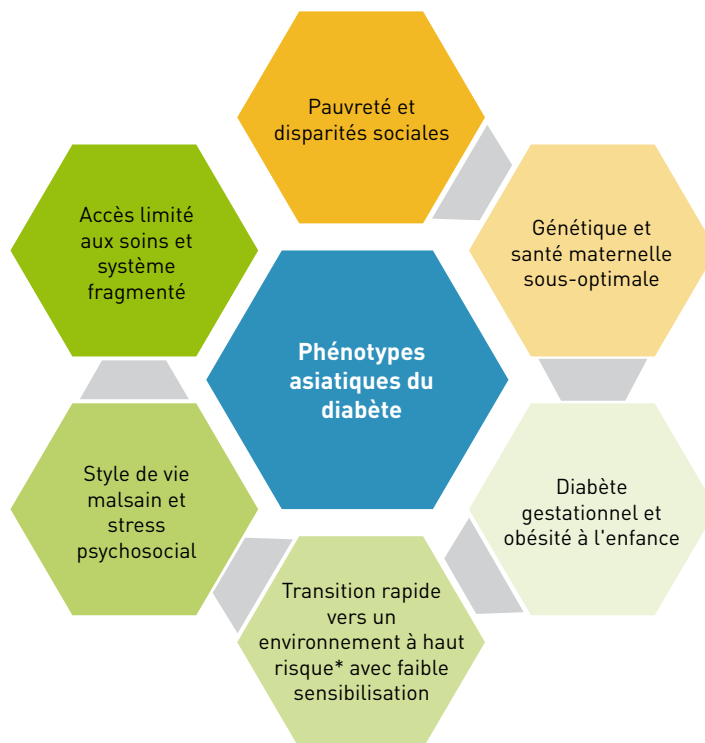 Pauvreté et
disparités sociales
Génétique et
santé maternelle
sous-optimale
Diabète
gestationnel et
obésité à l'enfance
Transition rapide
vers un
environnement à haut
risque* avec faible
sensibilisation
Style de vie
malsain et
stress
psychosocial
Accès limité
aux soins et
système
fragmenté
Phénotypes
asiatiques du
diabète